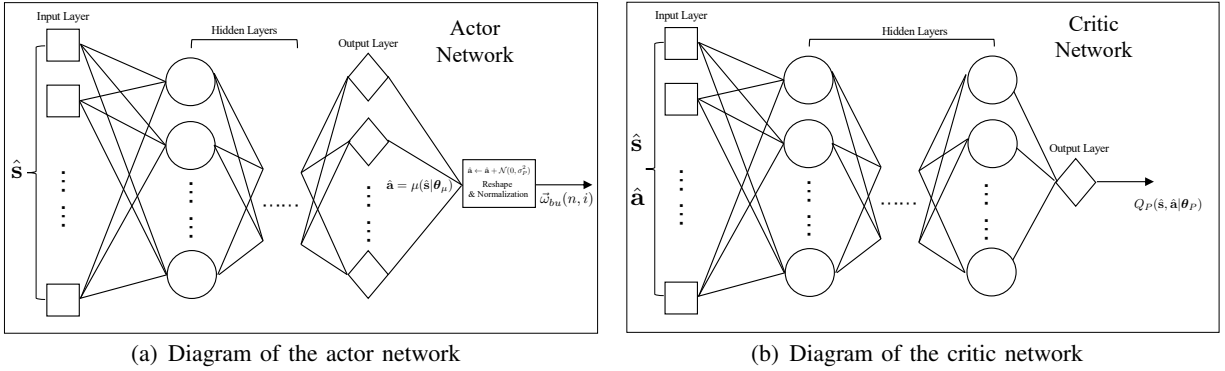 Input Layer
Hidden Layers
Output Layer
Actor
Network
ŝ
......
â = μ(ŝ|θ_μ)
â ← â + 𝒩(0, σ_P^2)
Reshape
& Normalization
ω⃗_{bu}(n, i)
(a) Diagram of the actor network
Input Layer
Hidden Layers
Critic
Network
Output Layer
ŝ
â
......
Q_P(ŝ, â|θ_P)
(b) Diagram of the critic network